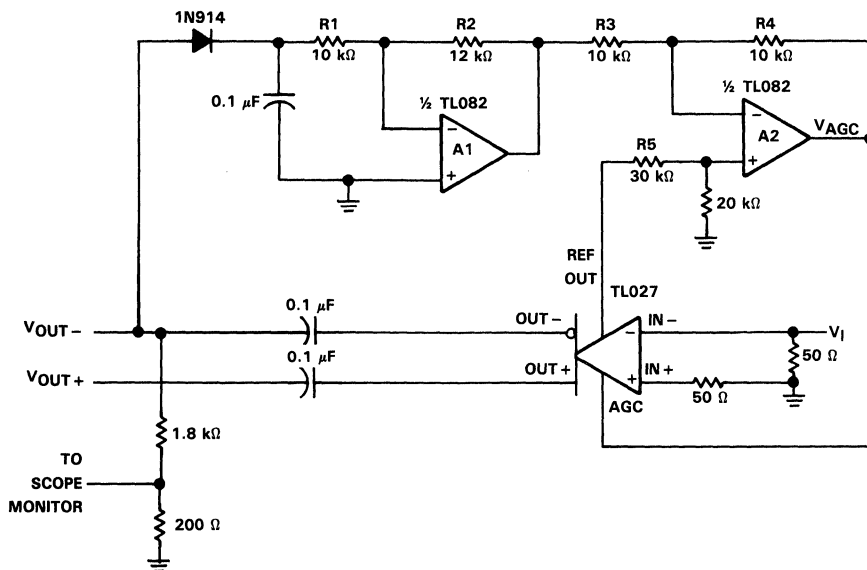 1N914
R1
10 kΩ
R2
12 kΩ
R3
10 kΩ
R4
10 kΩ
0.1 µF
½ TL082
-
A1
+
½ TL082
-
A2
+
VAGC
R5
30 kΩ
20 kΩ
REF
OUT
TL027
0.1 µF
VOUT-
OUT-
-
IN-
VI
0.1 µF
VOUT+
OUT+
+
IN+
50 Ω
50 Ω
AGC
1.8 kΩ
TO
SCOPE
MONITOR
200 Ω